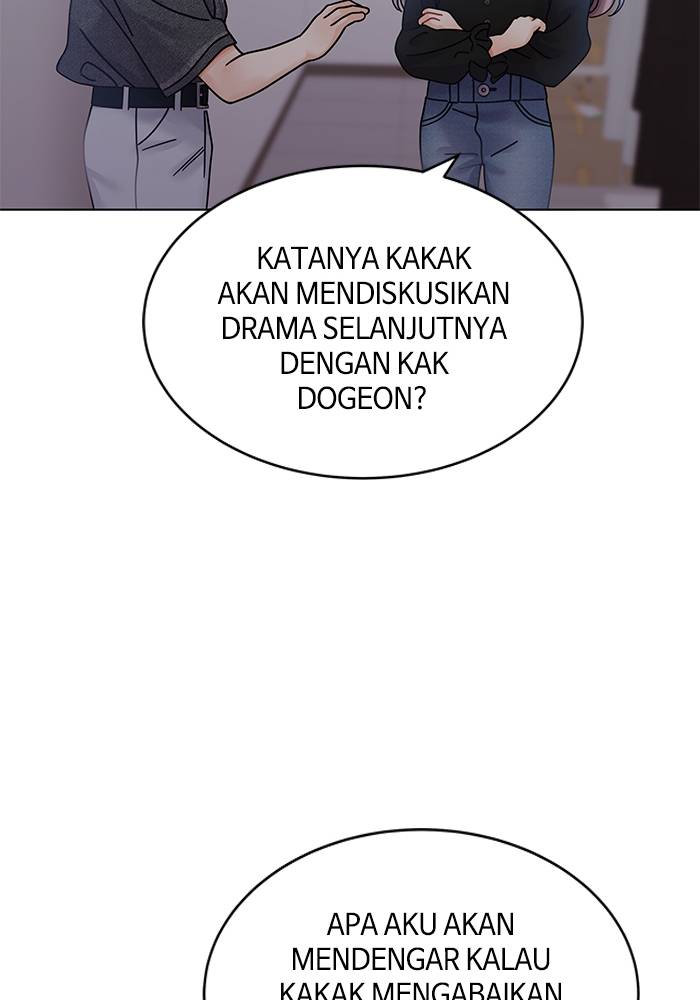 KATANYA KAKAK
AKAN MENDISKUSIKAN
DRAMA SELANJUTNYA
DENGAN KAK
DOGEON?
APA AKU AKAN
MENDENGAR KALAU
KAKAK MENGABAIKAN